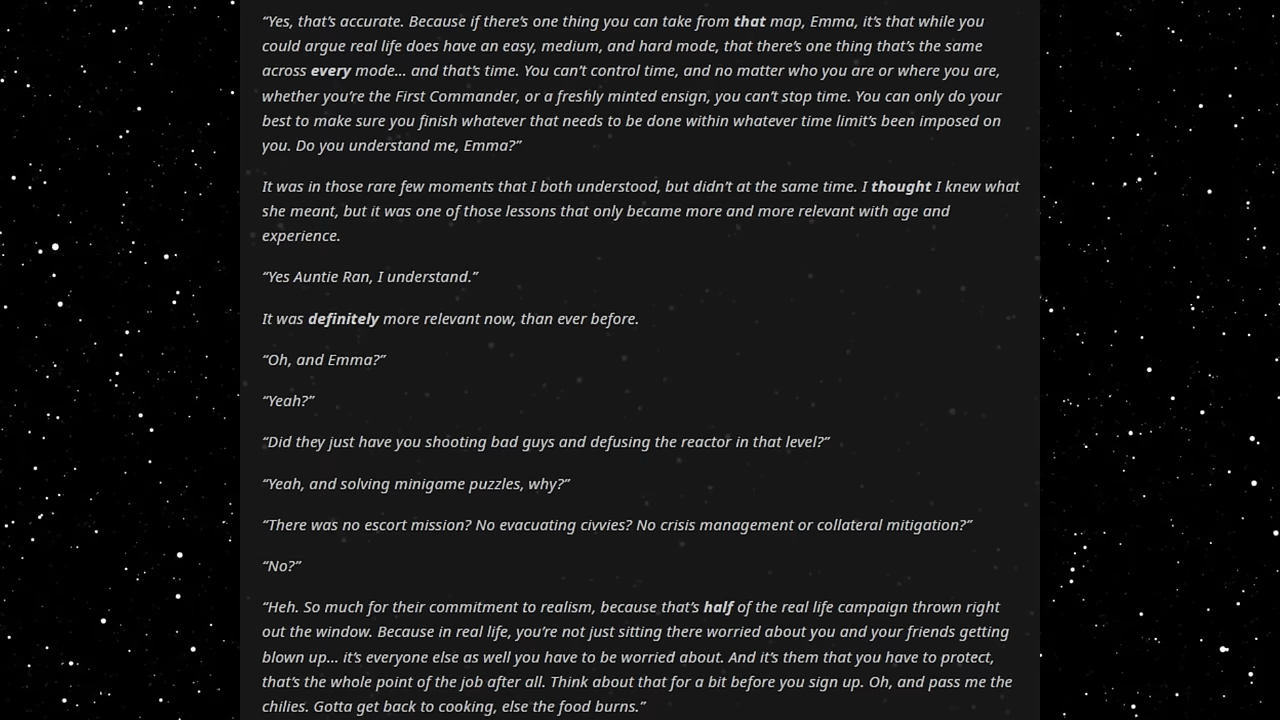 “Yes, that’s accurate. Because if there’s one thing you can take from that map, Emma, it’s that while you
could argue real life does have an easy, medium, and hard mode, that there’s one thing that’s the same
across every mode… and that’s time. You can’t control time, and no matter who you are or where you are,
whether you’re the First Commander, or a freshly minted ensign, you can’t stop time. You can only do your
best to make sure you finish whatever that needs to be done within whatever time limit’s been imposed on
you. Do you understand me, Emma?”
It was in those rare few moments that I both understood, but didn’t at the same time. I thought I knew what
she meant, but it was one of those lessons that only became more and more relevant with age and
experience.
“Yes Auntie Ran, I understand.”
It was definitely more relevant now, than ever before.
“Oh, and Emma?”
“Yeah?”
“Did they just have you shooting bad guys and defusing the reactor in that level?”
“Yeah, and solving minigame puzzles, why?”
“There was no escort mission? No evacuating civvies? No crisis management or collateral mitigation?”
“No?”
“Heh. So much for their commitment to realism, because that’s half of the real life campaign thrown right
out the window. Because in real life, you’re not just sitting there worried about you and your friends getting
blown up… it’s everyone else as well you have to be worried about. And it’s them that you have to protect,
that’s the whole point of the job after all. Think about that for a bit before you sign up. Oh, and pass me the
chilies. Gotta get back to cooking, else the food burns.”